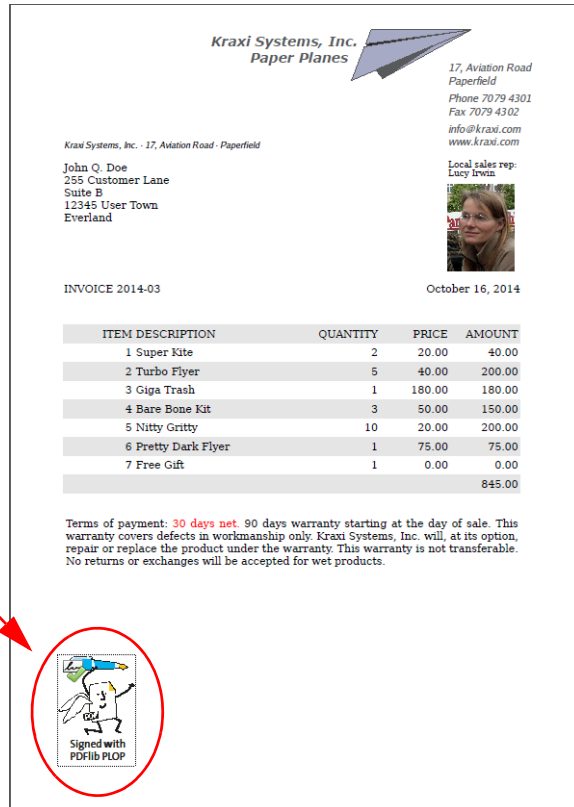 Kraxi Systems, Inc.
Paper Planes
17, Aviation Road
Paperfield
Phone 7079 4301
Fax 7079 4302
info@kraxi.com
www.kraxi.com
Kraxi Systems, Inc. · 17, Aviation Road · Paperfield
John Q. Doe
255 Customer Lane
Suite B
12345 User Town
Everland
Local sales rep:
Lucy Irwin
INVOICE 2014-03 October 16, 2014
ITEM DESCRIPTION QUANTITY PRICE AMOUNT
1 Super Kite 2 20.00 40.00
2 Turbo Flyer 5 40.00 200.00
3 Giga Trash 1 180.00 180.00
4 Bare Bone Kit 3 50.00 150.00
5 Nitty Gritty 10 20.00 200.00
6 Pretty Dark Flyer 1 75.00 75.00
7 Free Gift 1 0.00 0.00
845.00
Terms of payment: 30 days net. 90 days warranty starting at the day of sale. This
warranty covers defects in workmanship only. Kraxi Systems, Inc. will, at its option,
repair or replace the product under the warranty. This warranty is not transferable.
No returns or exchanges will be accepted for wet products.
Signed with
PDFlib PLOP